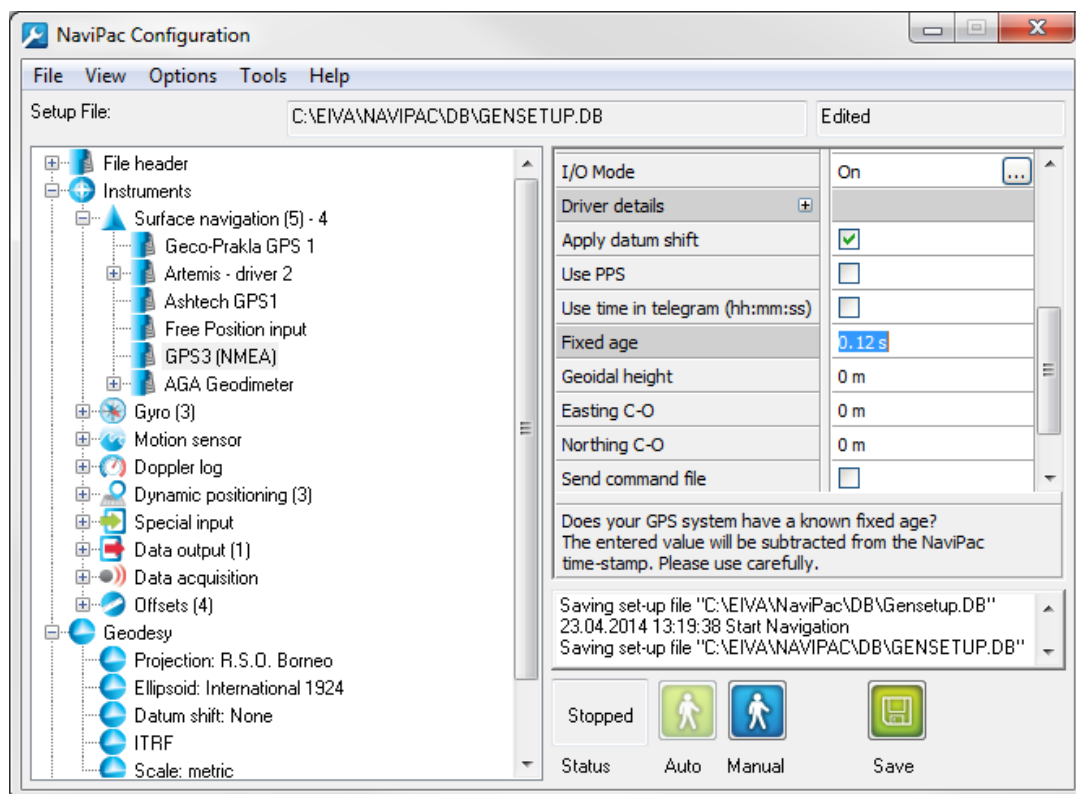 NaviPac Configuration
File View Options Tools Help
Setup File: C:\EIVA\NAVIPAC\DB\GENSETUP.DB Edited
File header
Instruments
Surface navigation (5) - 4
Geco-Prakla GPS 1
Artemis - driver 2
Ashtech GPS1
Free Position input
GPS3 (NMEA)
AGA Geodimeter
Gyro (3)
Motion sensor
Doppler log
Dynamic positioning (3)
Special input
Data output (1)
Data acquisition
Offsets (4)
Geodesy
Projection: R.S.O. Borneo
Ellipsoid: International 1924
Datum shift: None
ITRF
Scale: metric
I/O Mode On ...
Driver details
Apply datum shift
Use PPS
Use time in telegram (hh:mm:ss)
Fixed age 0.12 s
Geoidal height 0 m
Easting C-O 0 m
Northing C-O 0 m
Send command file
Does your GPS system have a known fixed age?
The entered value will be subtracted from the NaviPac
time-stamp. Please use carefully.
Saving set-up file "C:\EIVA\NaviPac\DB\Gensetup.DB"
23.04.2014 13:19:38 Start Navigation
Saving set-up file "C:\EIVA\NAVIPAC\DB\GENSETUP.DB"
Stopped
Status Auto Manual Save